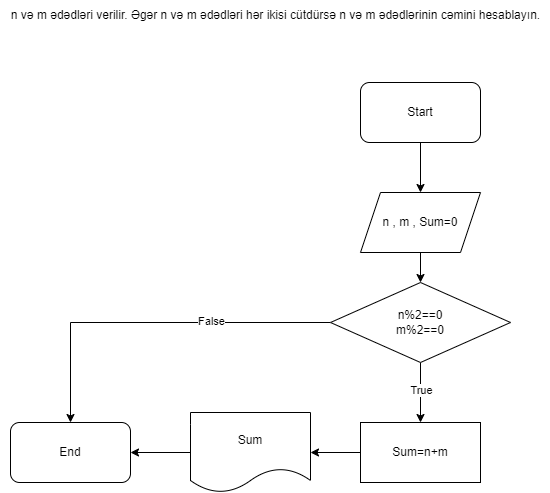 n və m ədədləri verilir. Əgər n və m ədədləri hər ikisi cütdürsə n və m ədədlərinin cəmini hesablayın.
Start
n , m , Sum=0
n%2==0
m%2==0
False
True
End
Sum
Sum=n+m